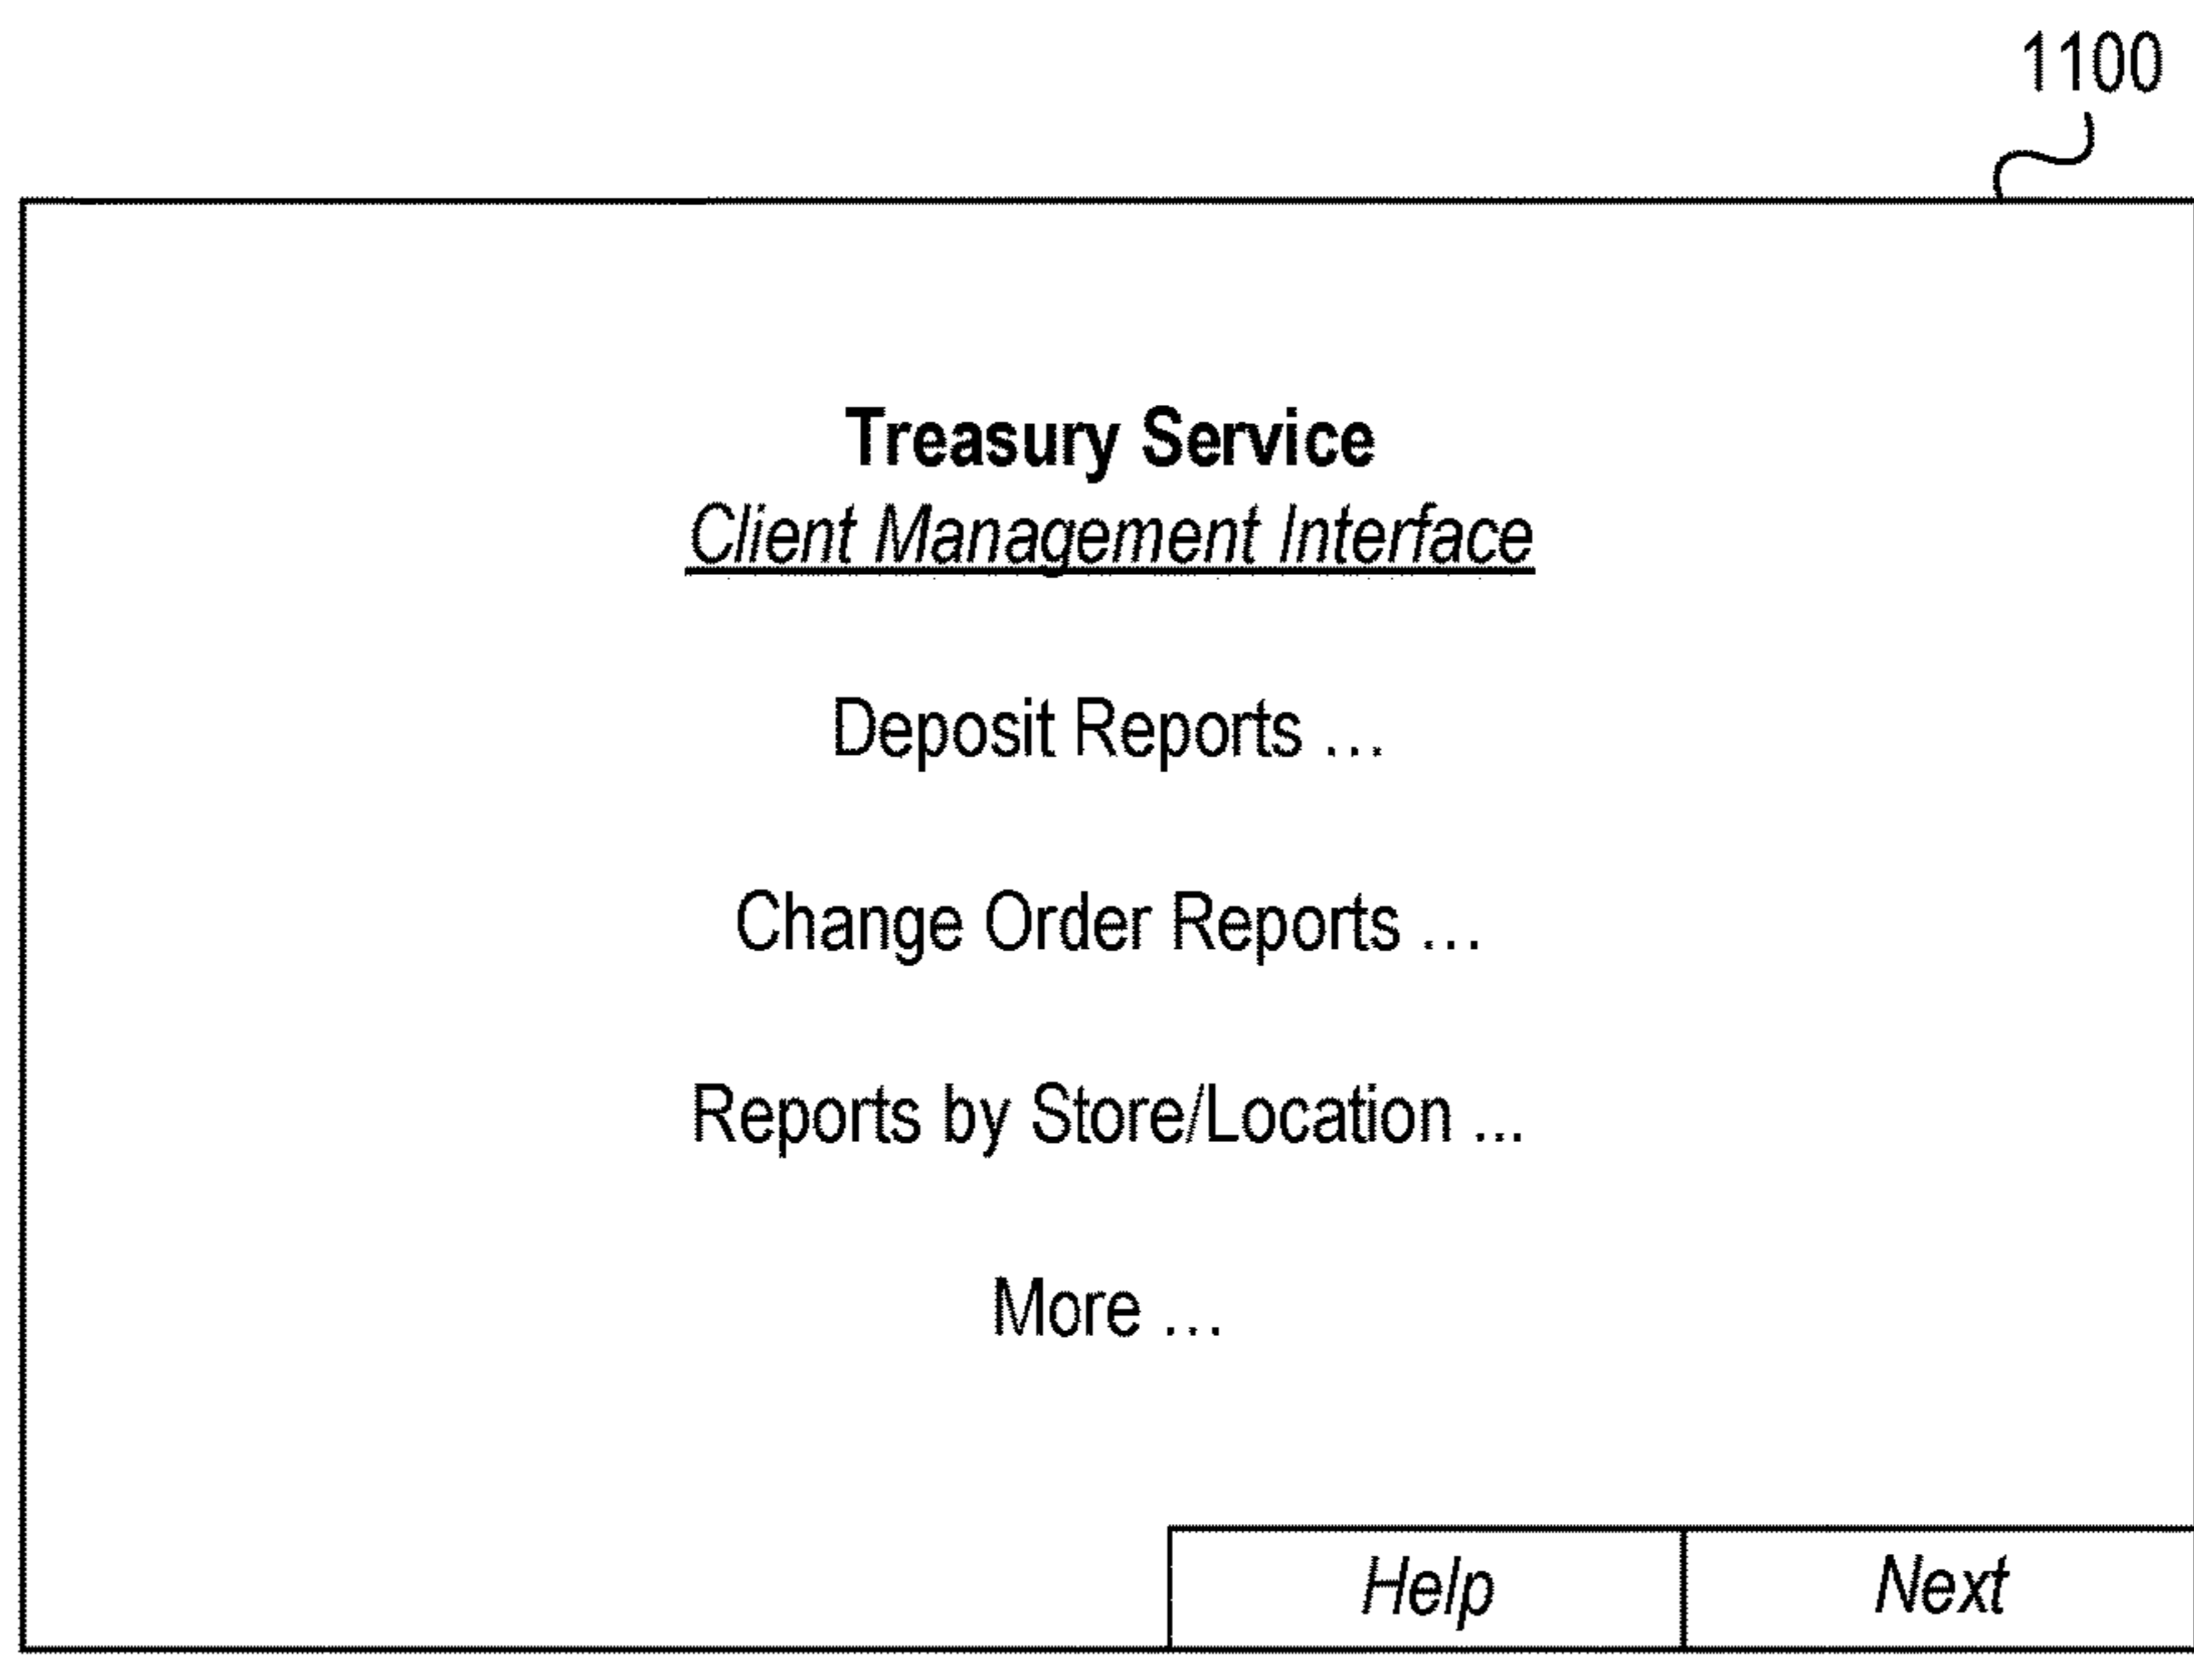 1100
Treasury Service
Client Management Interface
Deposit Reports ...
Change Order Reports ...
Reports by Store/Location ...
More ...
Help
Next